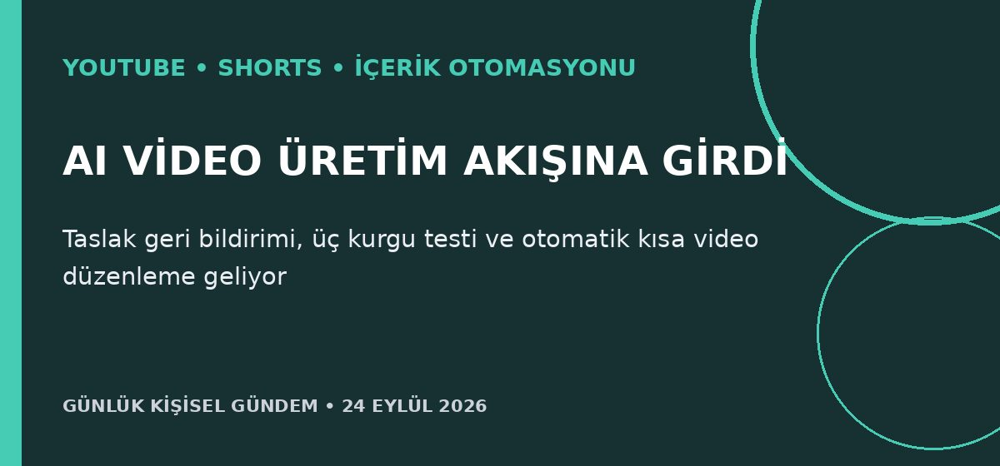 YOUTUBE • SHORTS • İÇERİK OTOMASYONU
AI VİDEO ÜRETİM AKIŞINA GİRDİ
Taslak geri bildirimi, üç kurgu testi ve otomatik kısa video
düzenleme geliyor
GÜNLÜK KİŞİSEL GÜNDEM • 24 EYLÜL 2026